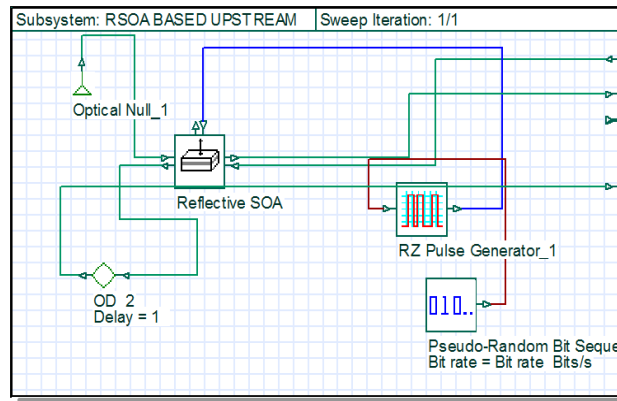 Subsystem: RSOA BASED UPSTREAM Sweep Iteration: 1/1
Optical Null_1
Reflective SOA
RZ Pulse Generator_1
010..
OD 2
Delay = 1
Pseudo-Random Bit Seque
Bit rate = Bit rate Bits/s